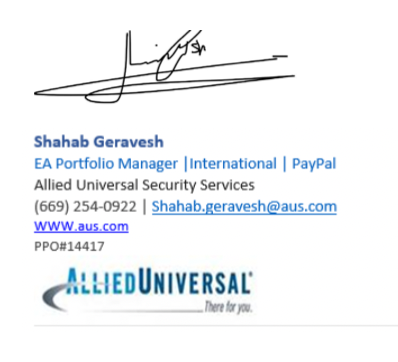 Shahab Geravesh
EA Portfolio Manager |International | PayPal
Allied Universal Security Services
(669) 254-0922 | Shahab.geravesh@aus.com
WWW.aus.com
PPO#14417
ALLIEDUNIVERSAL®
There for you.